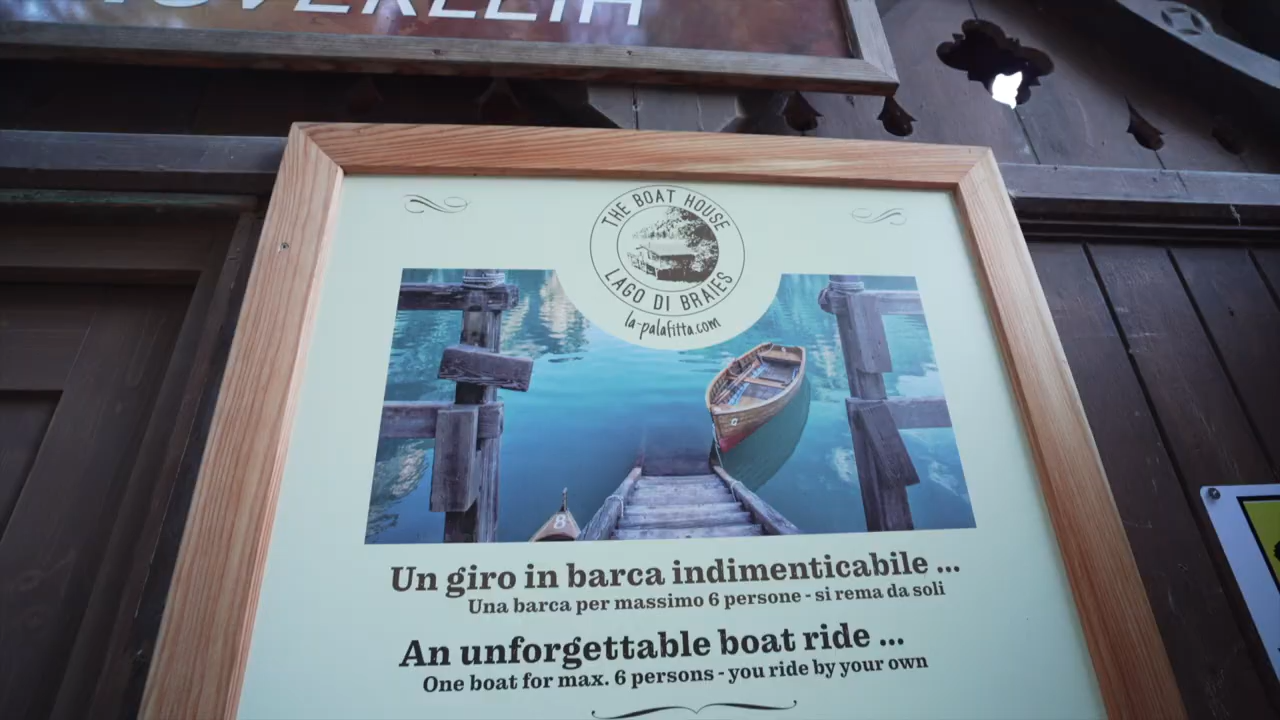 THE BOAT HOUSE
LAGO DI BRAIES
la-palafitta.com
8
Un giro in barca indimenticabile ...
Una barca per massimo 6 persone - si rema da soli
An unforgettable boat ride ...
One boat for max. 6 persons - you ride by your own